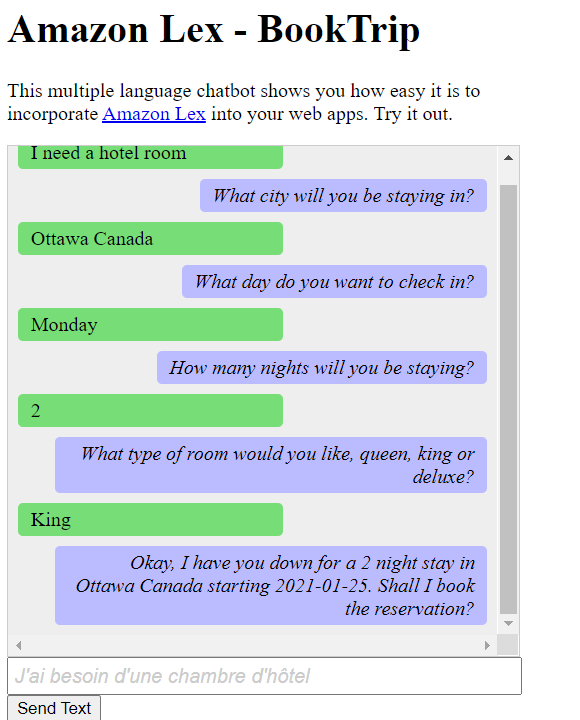 Amazon Lex - BookTrip
This multiple language chatbot shows you how easy it is to
incorporate Amazon Lex into your web apps. Try it out.
I need a hotel room
What city will you be staying in?
Ottawa Canada
What day do you want to check in?
Monday
How many nights will you be staying?
2
What type of room would you like, queen, king or
deluxe?
King
Okay, I have you down for a 2 night stay in
Ottawa Canada starting 2021-01-25. Shall I book
the reservation?
J'ai besoin d'une chambre d'hôtel
Send Text